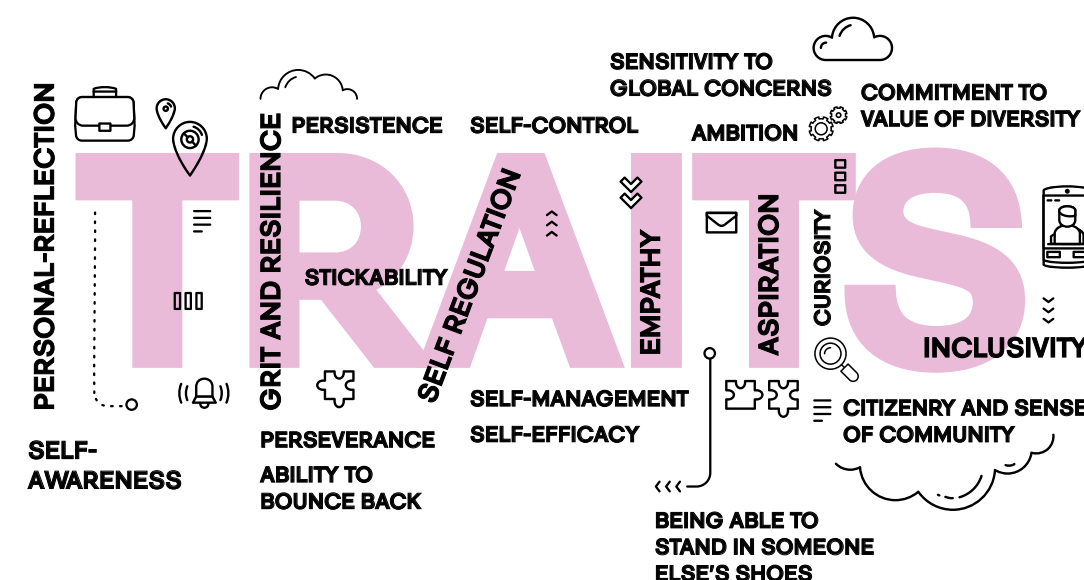 SENSITIVITY TO
GLOBAL CONCERNS
COMMITMENT TO
VALUE OF DIVERSITY
PERSISTENCE
SELF-CONTROL
AMBITION
PERSONAL-REFLECTION
TRAITS
GRIT AND RESILIENCE
STICKABILITY
SELF REGULATION
EMPATHY
ASPIRATION
CURIOSITY
INCLUSIVITY
SELF-MANAGEMENT
CITIZENRY AND SENSE
OF COMMUNITY
SELF-EFFICACY
PERSEVERANCE
SELF-
AWARENESS
ABILITY TO
BOUNCE BACK
BEING ABLE TO
STAND IN SOMEONE
ELSE'S SHOES